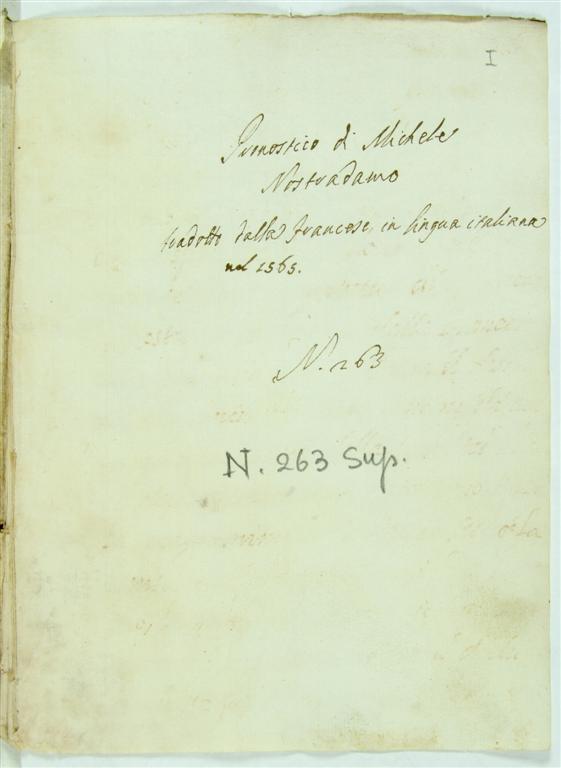 I
Pronostico di Michele
Nostradamo
tradotto dalla francese, in lingua italiana
nel 1565.
N. 263
N. 263 Sup.